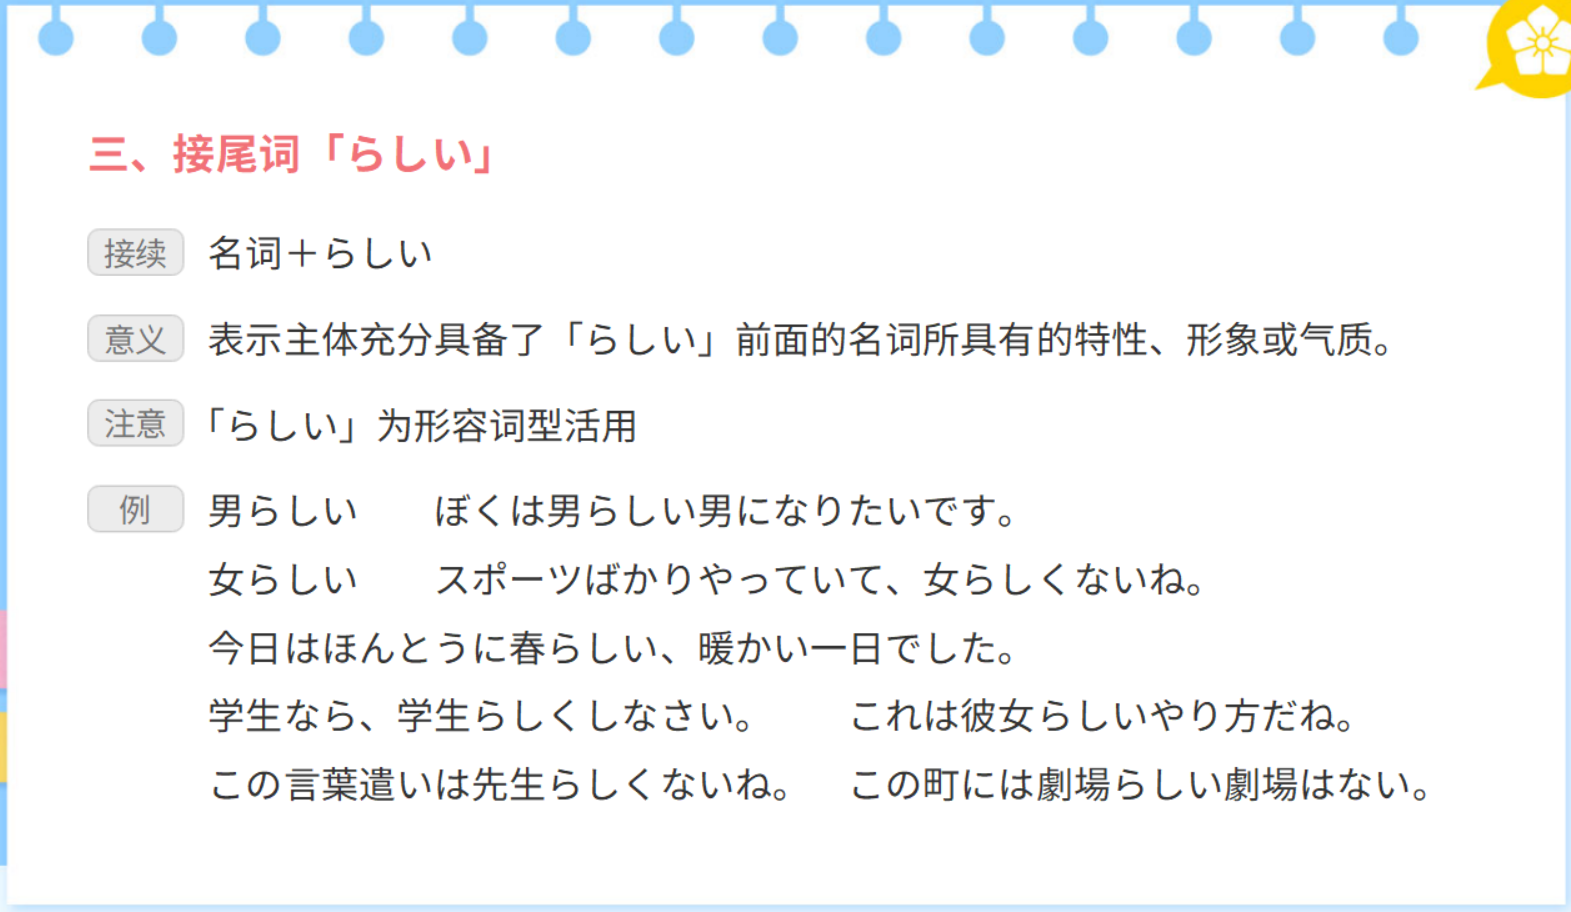 三、接尾词「らしい」
接续 名词＋らしい
意义 表示主体充分具备了「らしい」前面的名词所具有的特性、形象或气质。
注意 「らしい」为形容词型活用
例 男らしい ぼくは男らしい男になりたいです。
女らしい スポーツばかりやっていて、女らしくないね。
今日はほんとうに春らしい、暖かい一日でした。
学生なら、学生らしくしなさい。 これは彼女らしいやり方だね。
この言葉遣いは先生らしくないね。 この町には劇場らしい劇場はない。